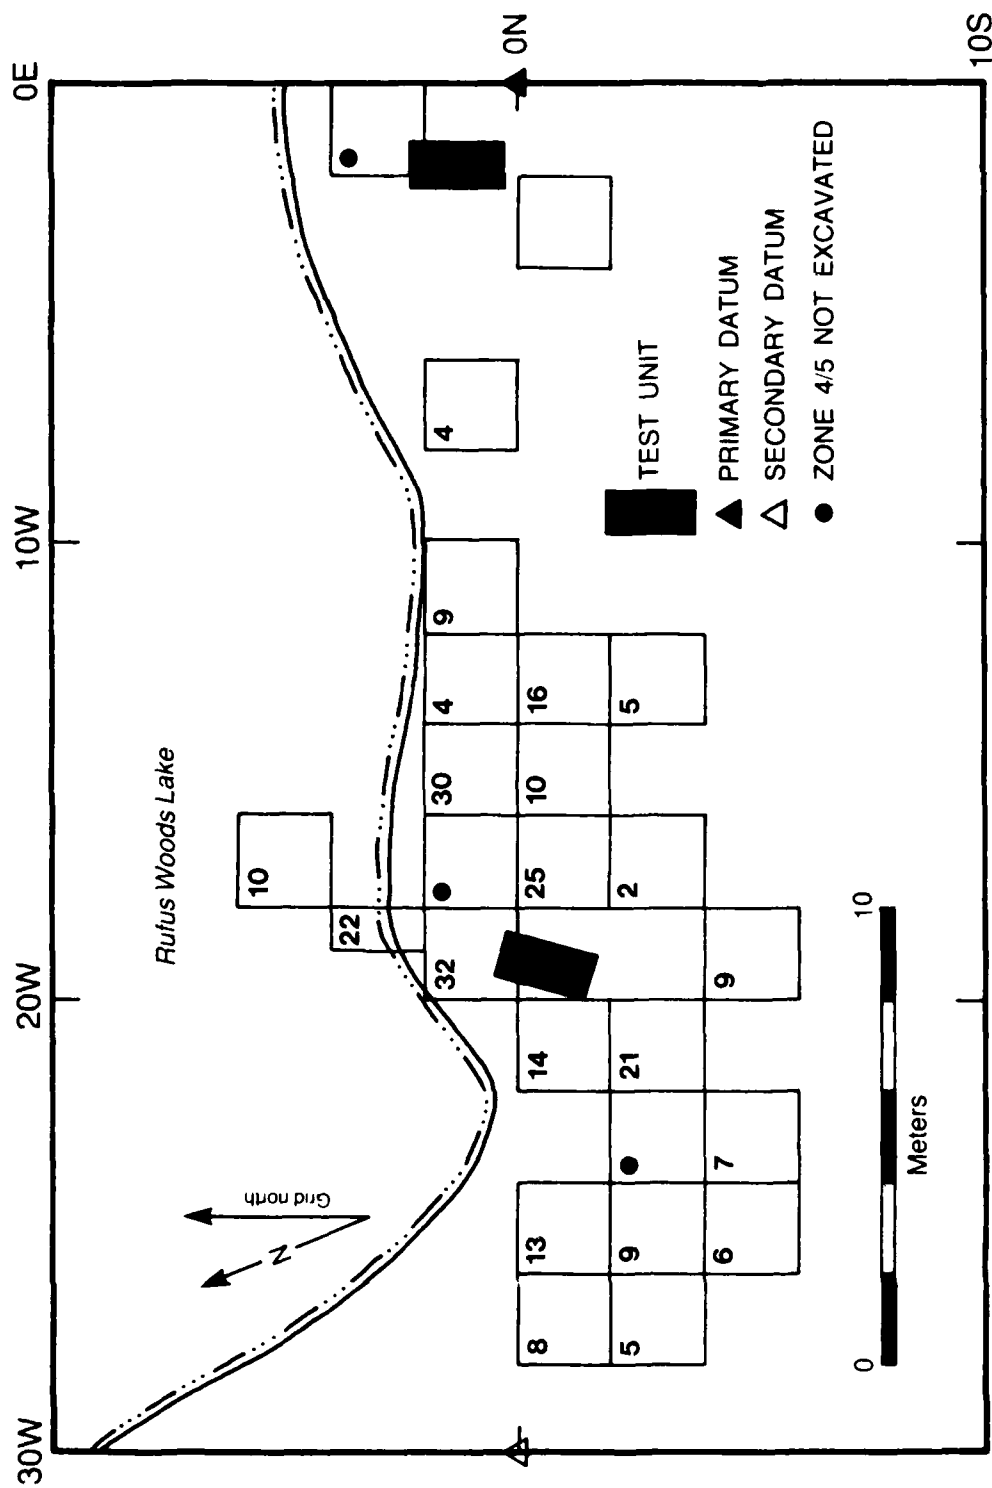 30W 20W 10W 0E
Rufus Woods Lake
10
N
Grid north
22
32 30 4 9 4
0N
8 13 14 25 10 16
5 9 21 2 5
TEST UNIT
6 7 9
PRIMARY DATUM
SECONDARY DATUM
ZONE 4/5 NOT EXCAVATED
0 10
Meters
10S